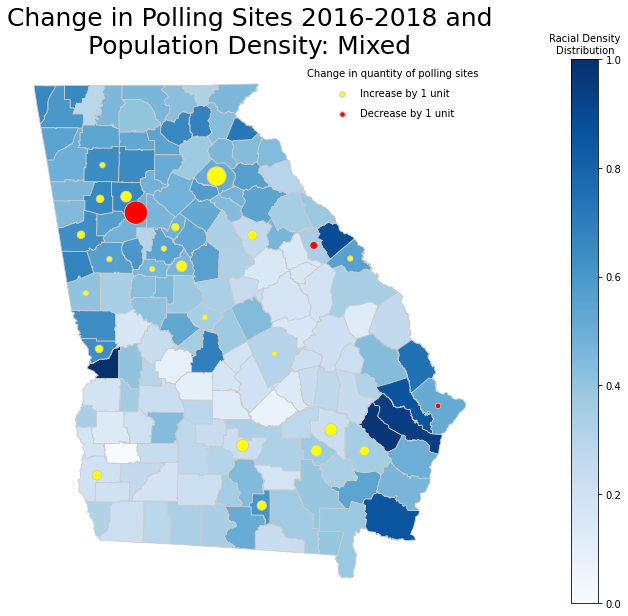 Change in Polling Sites 2016-2018 and
Population Density: Mixed
Racial Density
Distribution
Change in quantity of polling sites
Increase by 1 unit
Decrease by 1 unit
1.0
0.8
0.6
0.4
0.2
0.0